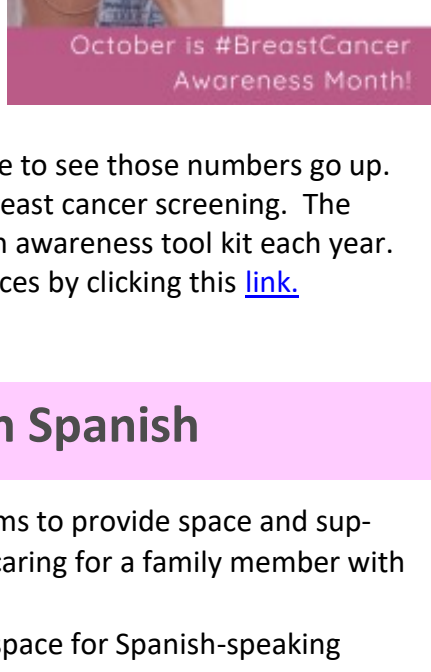 October is #BreastCancer
Awareness Month!
e to see those numbers go up.
east cancer screening. The
n awareness tool kit each year.
ces by clicking this link.
n Spanish
ms to provide space and sup-
caring for a family member with
space for Spanish-speaking